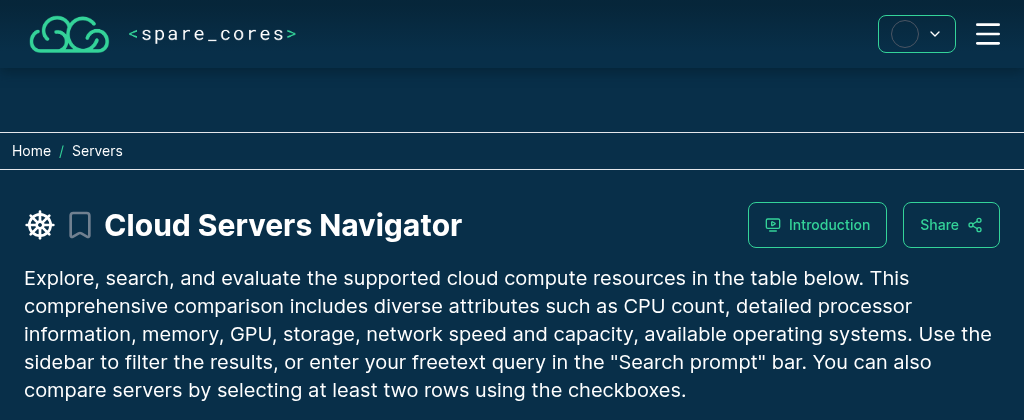 <spare_cores>
Home / Servers
Cloud Servers Navigator
Introduction
Share
Explore, search, and evaluate the supported cloud compute resources in the table below. This
comprehensive comparison includes diverse attributes such as CPU count, detailed processor
information, memory, GPU, storage, network speed and capacity, available operating systems. Use the
sidebar to filter the results, or enter your freetext query in the "Search prompt" bar. You can also
compare servers by selecting at least two rows using the checkboxes.